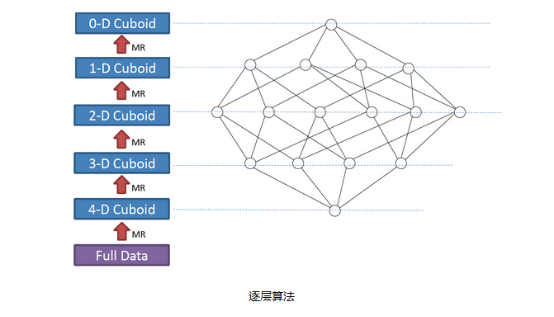 0-D Cuboid
MR
1-D Cuboid
MR
2-D Cuboid
MR
3-D Cuboid
MR
4-D Cuboid
MR
Full Data
逐层算法